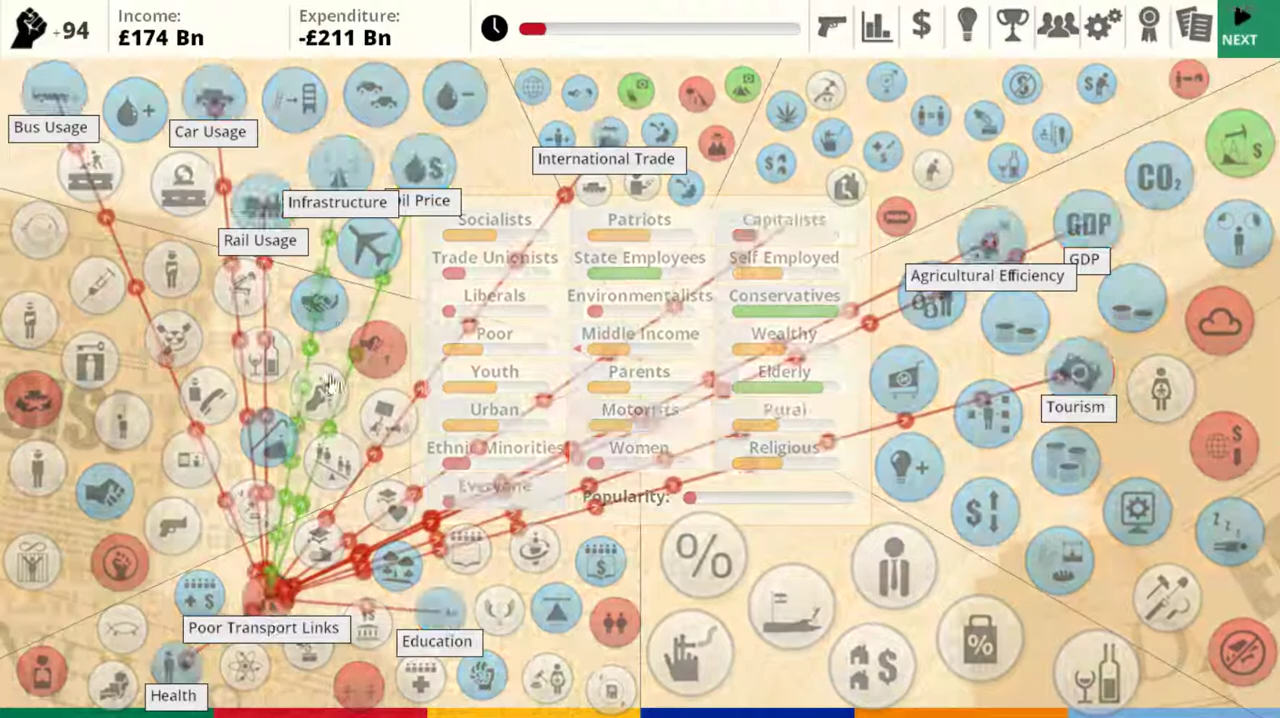 +94
Income:
£174 Bn
Expenditure:
-£211 Bn
NEXT
Bus Usage
Car Usage
International Trade
Infrastructure
il Price
Rail Usage
CO2
GDP
GDP
Agricultural Efficiency
Socialists
Patriots
Capitalists
Trade Unionists
State Employees
Self Employed
Liberals
Environmentalists
Conservatives
Poor
Middle Income
Wealthy
Youth
Parents
Elderly
Urban
Motorists
Rural
Ethnic Minorities
Women
Religious
Everyone
Popularity:
Tourism
Poor Transport Links
Education
Health